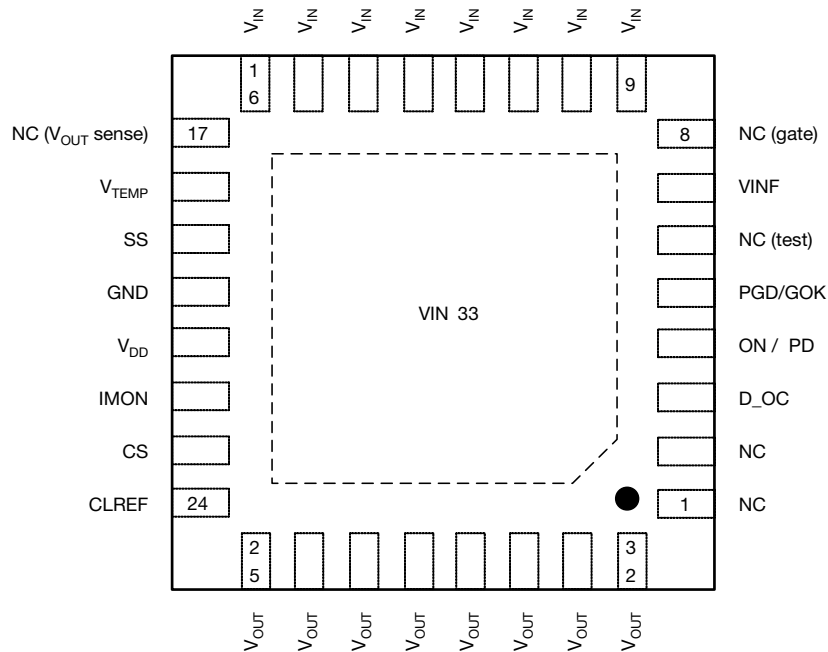 VIN VIN VIN VIN VIN VIN VIN VIN
1 6
9
NC (VOUT sense) 17
8 NC (gate)
VTEMP
VINF
SS
NC (test)
GND
PGD/GOK
VIN 33
VDD
ON / PD
IMON
D_OC
CS
NC
CLREF 24
1 NC
2 5
3 2
VOUT VOUT VOUT VOUT VOUT VOUT VOUT VOUT